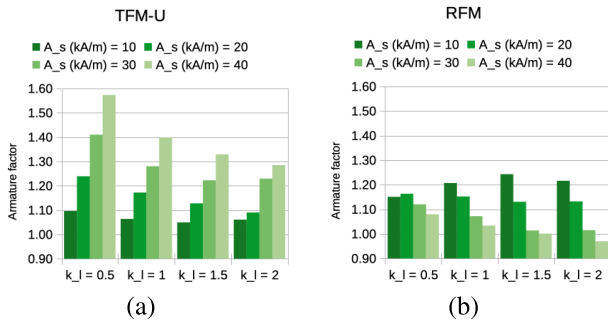 TFM-U
A_s (kA/m) = 10 A_s (kA/m) = 20
A_s (kA/m) = 30 A_s (kA/m) = 40
Armature factor
1.60
1.50
1.40
1.30
1.20
1.10
1.00
0.90
k_l = 0.5 k_l = 1 k_l = 1.5 k_l = 2
(a)
RFM
A_s (kA/m) = 10 A_s (kA/m) = 20
A_s (kA/m) = 30 A_s (kA/m) = 40
Armature factor
1.60
1.50
1.40
1.30
1.20
1.10
1.00
0.90
k_l = 0.5 k_l = 1 k_l = 1.5 k_l = 2
(b)